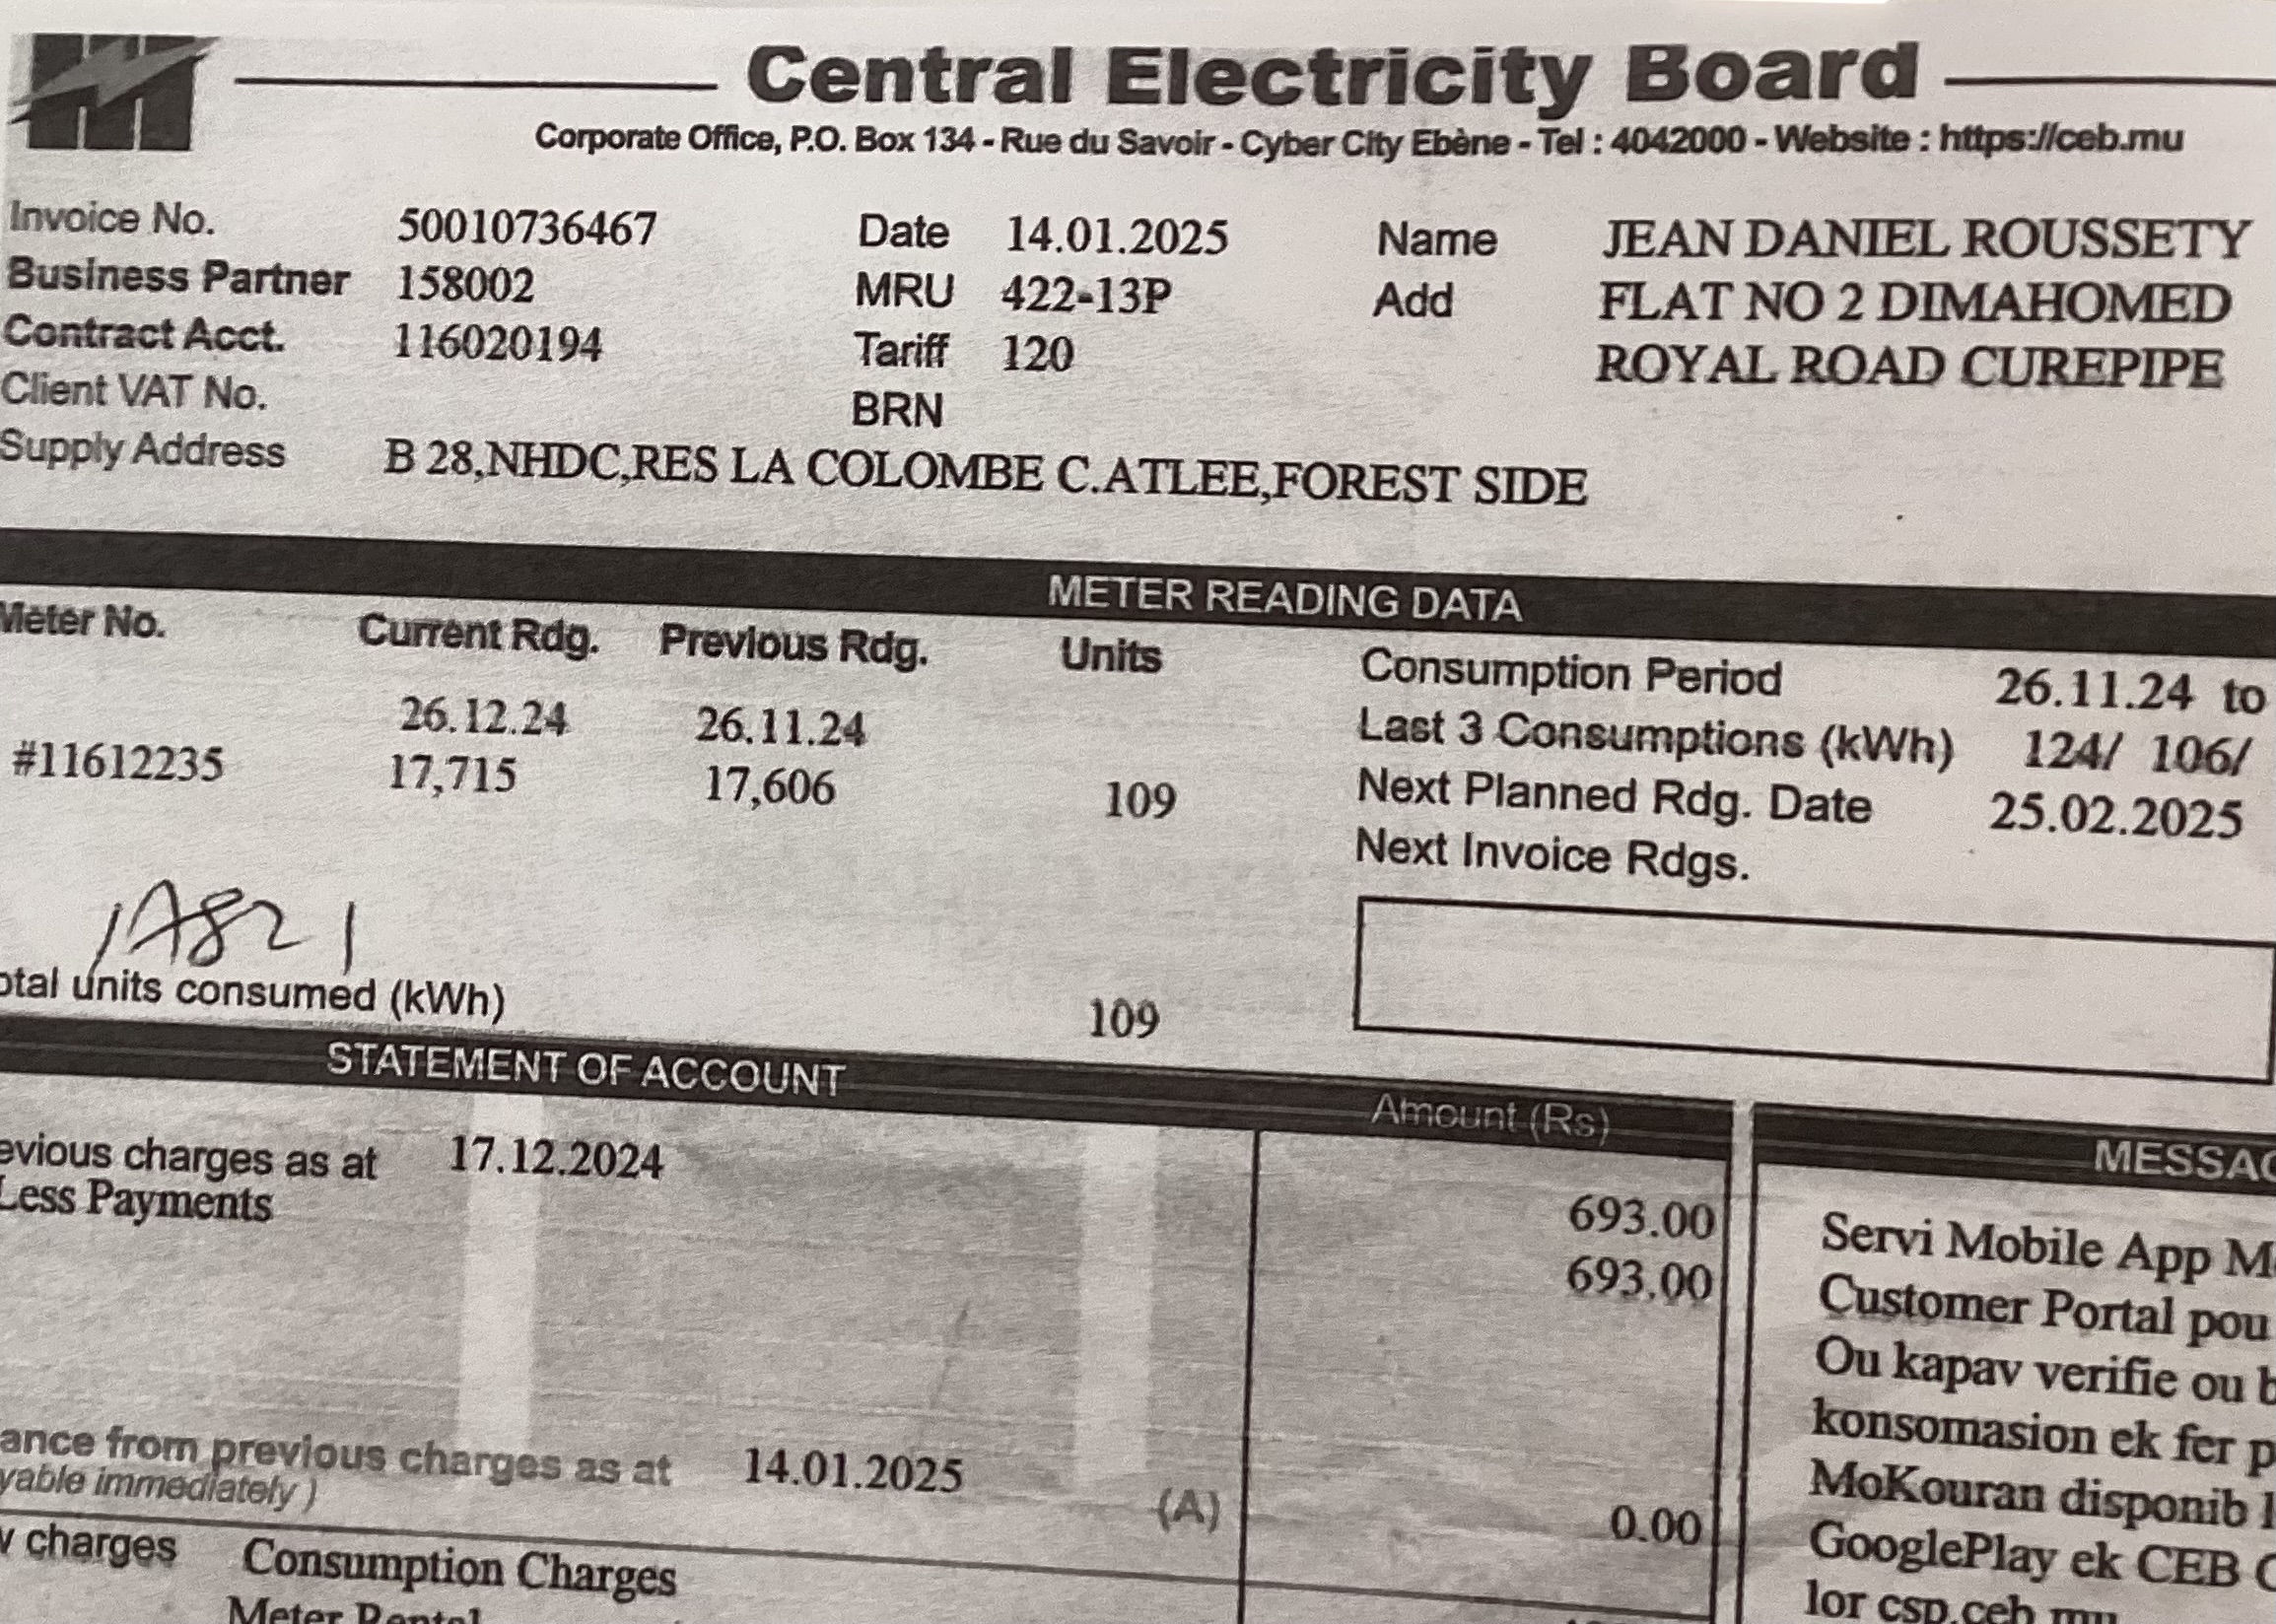 Central Electricity Board
Corporate Office, P.O. Box 134 - Rue du Savoir - Cyber City Ebène - Tel : 4042000 - Website : https://ceb.mu
Invoice No. 50010736467 Date 14.01.2025 Name JEAN DANIEL ROUSSETY
Business Partner 158002 MRU 422-13P Add FLAT NO 2 DIMAHOMED
Contract Acct. 116020194 Tariff 120 ROYAL ROAD CUREPIPE
Client VAT No. BRN
Supply Address B 28,NHDC,RES LA COLOMBE C.ATLEE,FOREST SIDE
METER READING DATA
Meter No. Current Rdg. Previous Rdg. Units Consumption Period 26.11.24 to
26.12.24 26.11.24 Last 3 Consumptions (kWh) 124/ 106/
#11612235 17,715 17,606 109 Next Planned Rdg. Date 25.02.2025
Next Invoice Rdgs.
otal units consumed (kWh) 109
STATEMENT OF ACCOUNT Amount (Rs)
evious charges as at 17.12.2024 693.00
Less Payments 693.00
ance from previous charges as at 14.01.2025 (A) 0.00
yable immediately )
charges Consumption Charges
Meter Rental
MESSAG
Servi Mobile App M
Customer Portal pou
Ou kapav verifie ou b
konsomasion ek fer p
MoKouran disponib l
GooglePlay ek CEB C
lor csp.ceb.mu